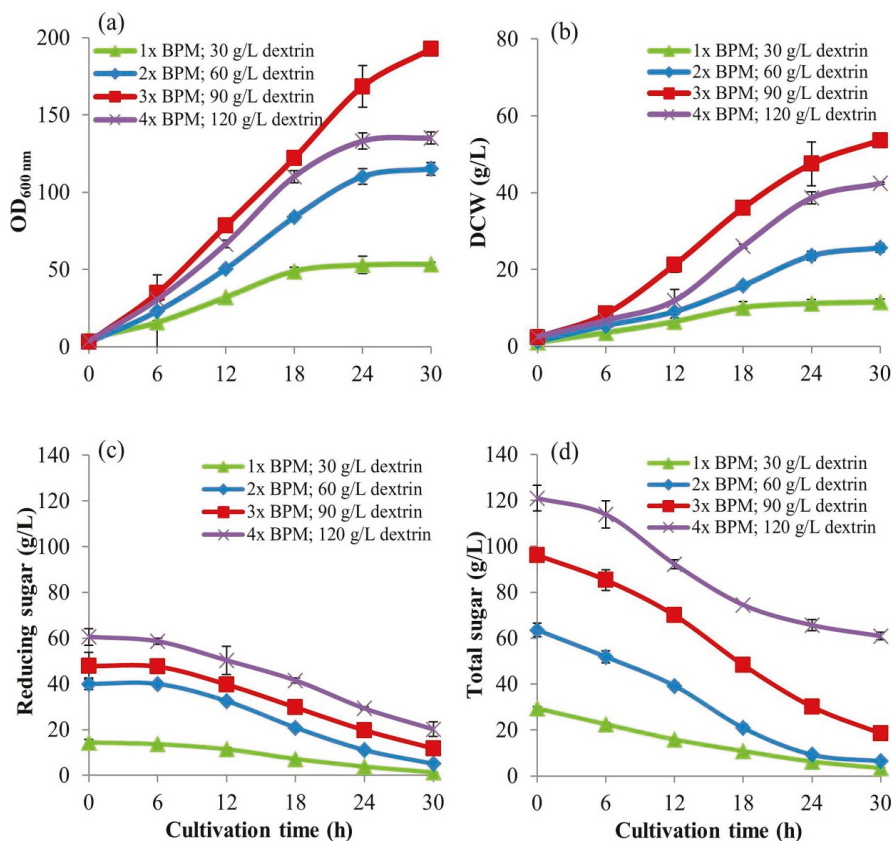 (a)
1x BPM; 30 g/L dextrin
2x BPM; 60 g/L dextrin
3x BPM; 90 g/L dextrin
4x BPM; 120 g/L dextrin
200
150
100
50
0
OD600 nm
0 6 12 18 24 30
(b)
1x BPM; 30 g/L dextrin
2x BPM; 60 g/L dextrin
3x BPM; 90 g/L dextrin
4x BPM; 120 g/L dextrin
80
60
40
20
0
DCW (g/L)
0 6 12 18 24 30
(c)
1x BPM; 30 g/L dextrin
2x BPM; 60 g/L dextrin
3x BPM; 90 g/L dextrin
4x BPM; 120 g/L dextrin
140
120
100
80
60
40
20
0
Reducing sugar (g/L)
0 6 12 18 24 30
Cultivation time (h)
(d)
1x BPM; 30 g/L dextrin
2x BPM; 60 g/L dextrin
3x BPM; 90 g/L dextrin
4x BPM; 120 g/L dextrin
140
120
100
80
60
40
20
0
Total sugar (g/L)
0 6 12 18 24 30
Cultivation time (h)